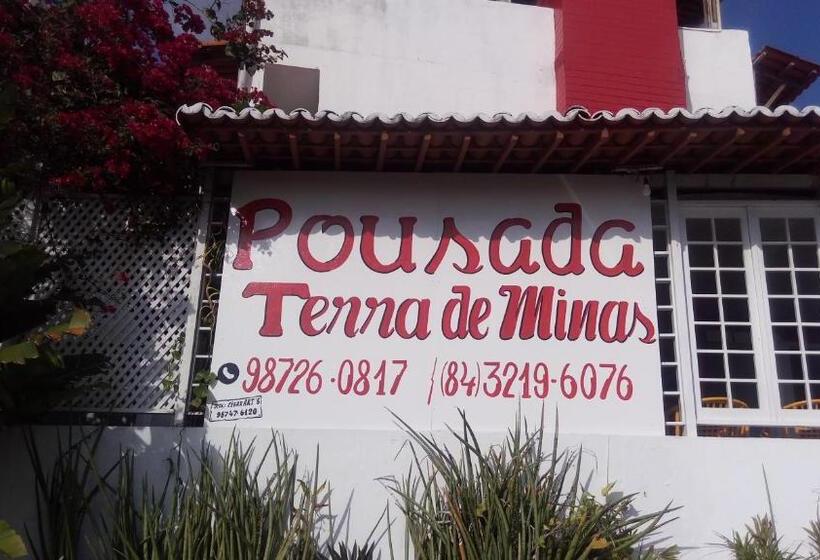 Pousada
Terra de Minas
98726-0817 / (84) 3219-6076
98747-6120